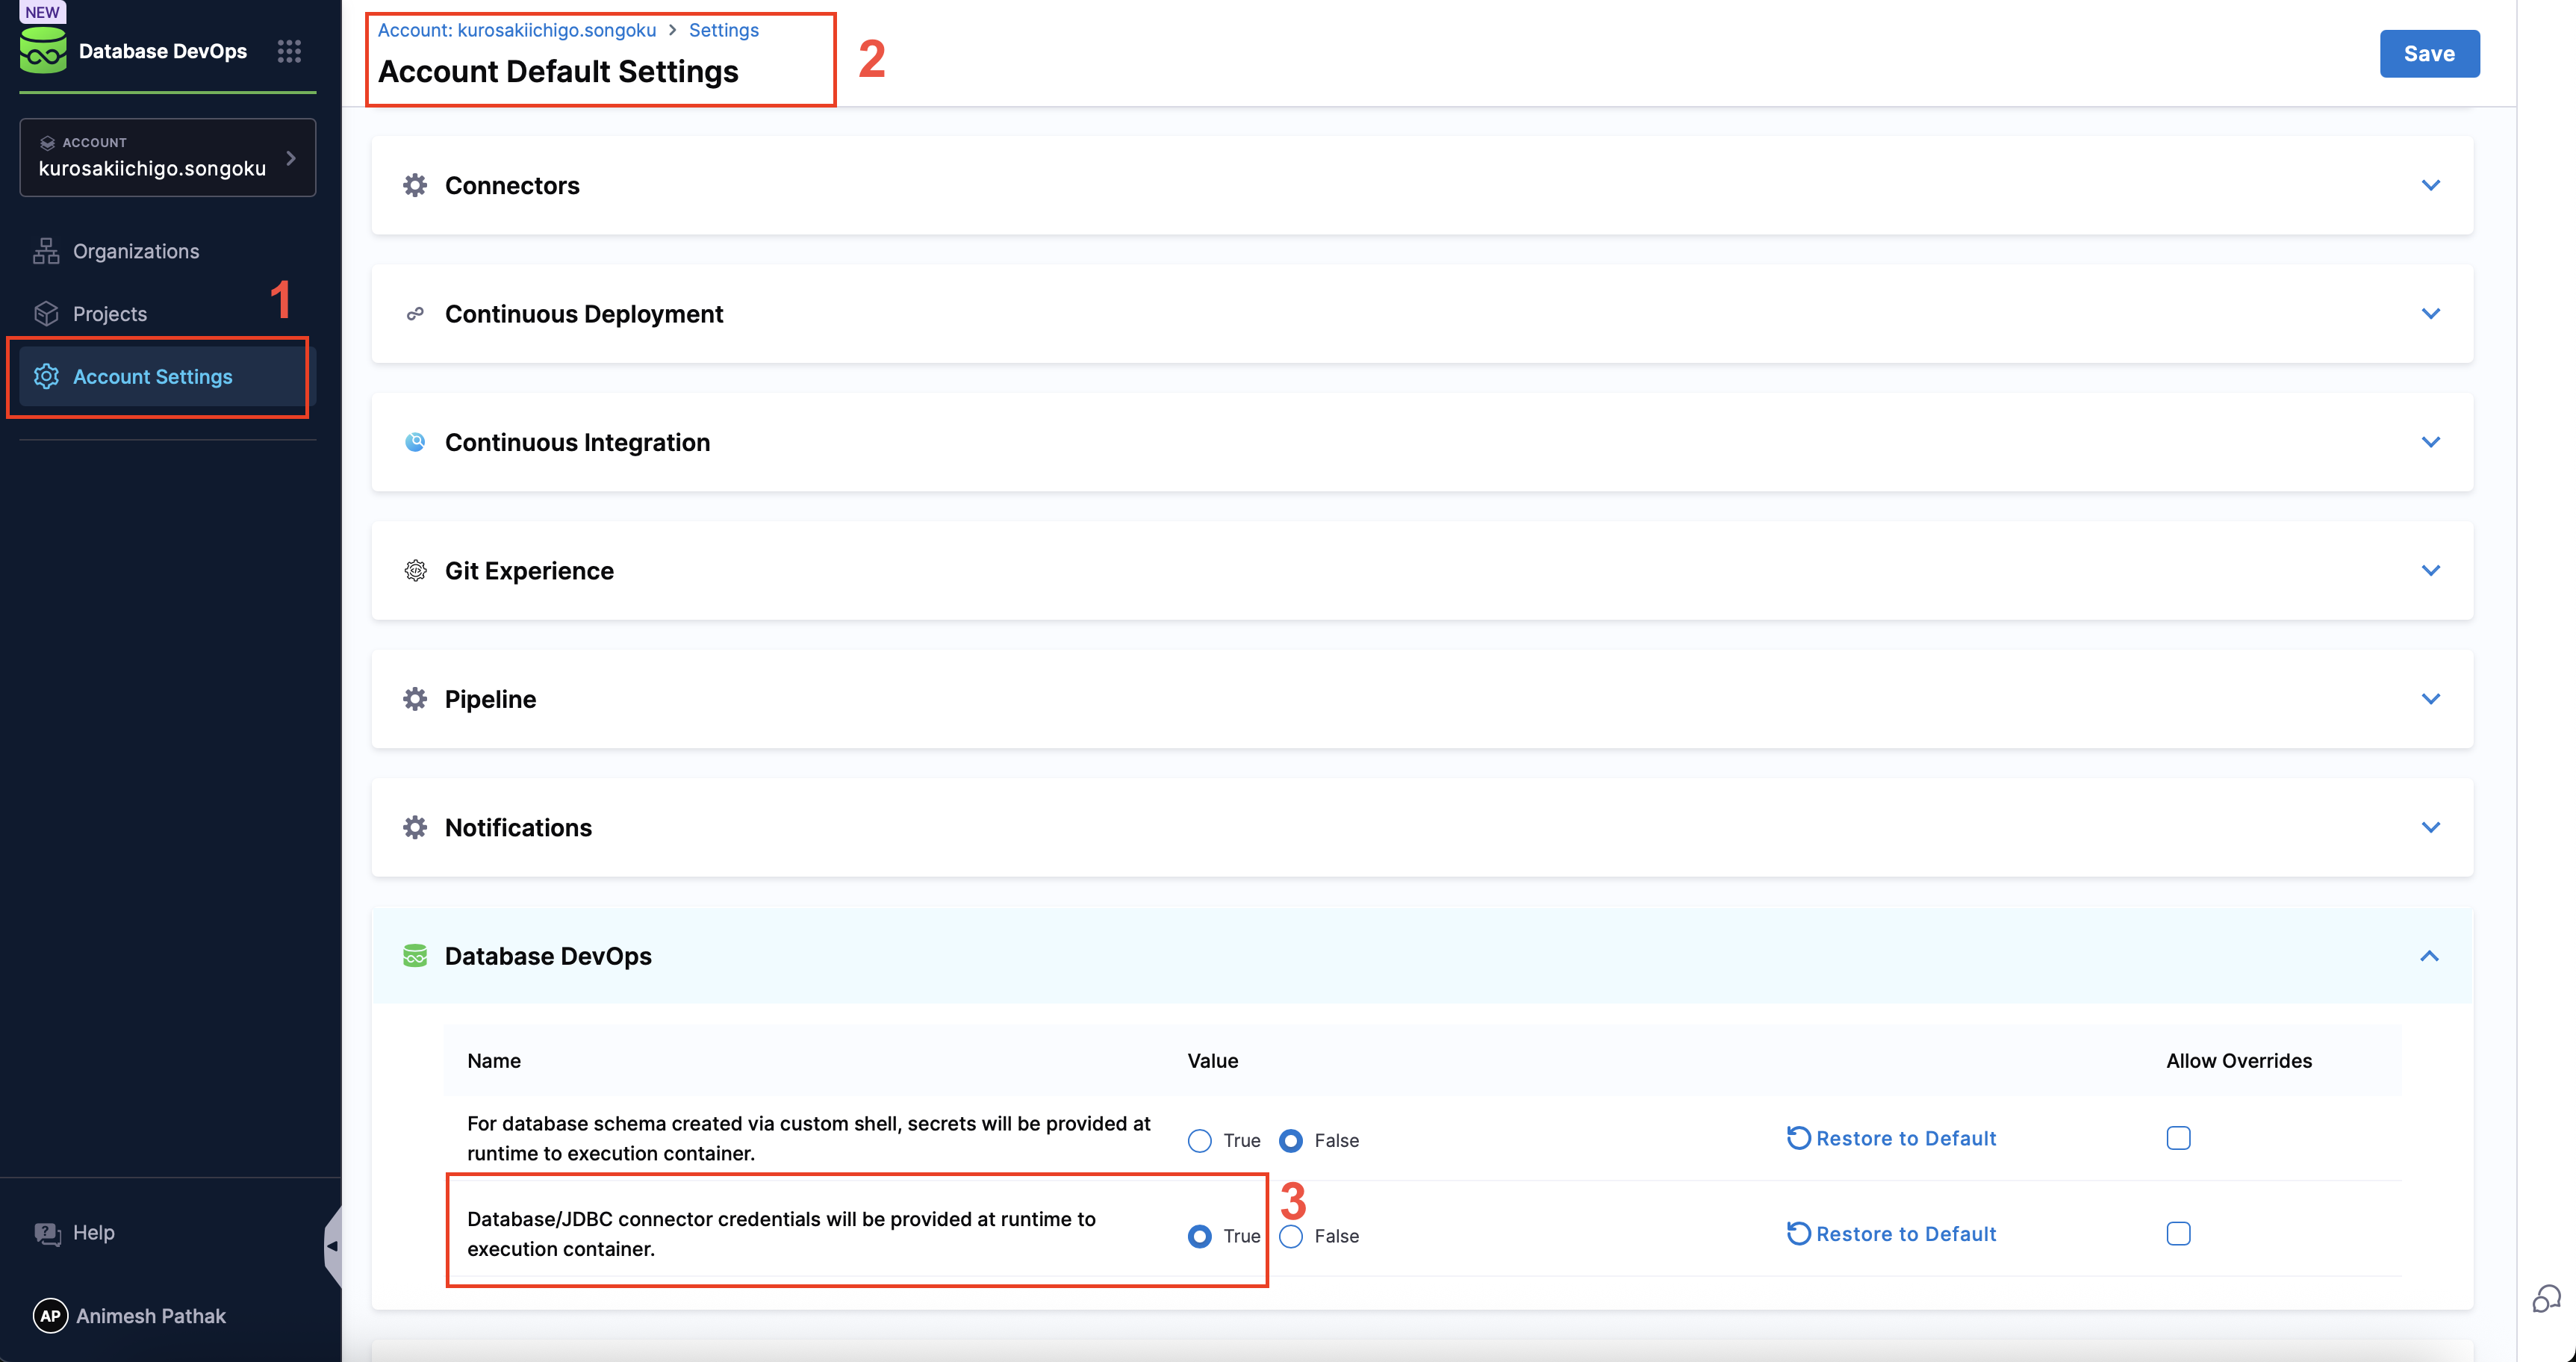 NEW
Database DevOps
ACCOUNT
kurosakiichigo.songoku
Organizations
Projects
1
Account Settings
Help
AP Animesh Pathak
Account: kurosakiichigo.songoku > Settings
Account Default Settings
2
Save
Connectors
Continuous Deployment
Continuous Integration
Git Experience
Pipeline
Notifications
Database DevOps
Name Value Allow Overrides
For database schema created via custom shell, secrets will be provided at
runtime to execution container.
True False Restore to Default
Database/JDBC connector credentials will be provided at runtime to
execution container.
3
True False Restore to Default